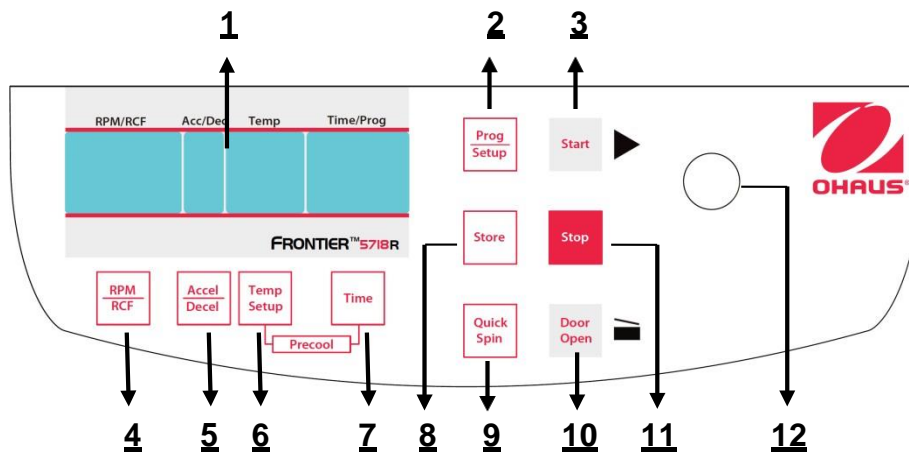 1 2 3
RPM/RCF Acc/Dec Temp Time/Prog
Prog
Setup
Start
OHAUS®
FRONTIER™5718R
Store
Stop
RPM
RCF
Accel
Decel
Temp
Setup
Time
Precool
Quick
Spin
Door
Open
4 5 6 7 8 9 10 11 12